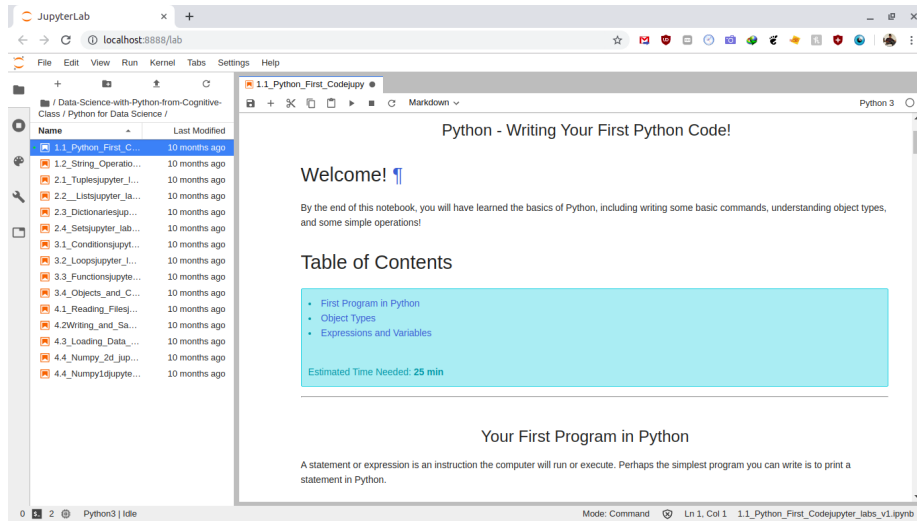 JupyterLab
localhost:8888/lab
File Edit View Run Kernel Tabs Settings Help
/ Data-Science-with-Python-from-Cognitive-
Class / Python for Data Science /
Name Last Modified
1.1_Python_First_C... 10 months ago
1.2_String_Operatio... 10 months ago
2.1_Tuplesjupyter_l... 10 months ago
2.2__Listsjupyter_la... 10 months ago
2.3_Dictionariesjup... 10 months ago
2.4_Setsjupyter_lab... 10 months ago
3.1_Conditionsjupyt... 10 months ago
3.2_Loopsjupyter_l... 10 months ago
3.3_Functionsjupyte... 10 months ago
3.4_Objects_and_C... 10 months ago
4.1_Reading_Filesj... 10 months ago
4.2Writing_and_Sa... 10 months ago
4.3_Loading_Data_... 10 months ago
4.4_Numpy_2d_jup... 10 months ago
4.4_Numpy1djupyte... 10 months ago
1.1_Python_First_Codejupy
Markdown Python 3
Python - Writing Your First Python Code!
Welcome! ¶
By the end of this notebook, you will have learned the basics of Python, including writing some basic commands, understanding object types,
and some simple operations!
Table of Contents
• First Program in Python
• Object Types
• Expressions and Variables
Estimated Time Needed: 25 min
Your First Program in Python
A statement or expression is an instruction the computer will run or execute. Perhaps the simplest program you can write is to print a
statement in Python.
0 2 Python3 | Idle Mode: Command Ln 1, Col 1 1.1_Python_First_Codejupyter_labs_v1.ipynb